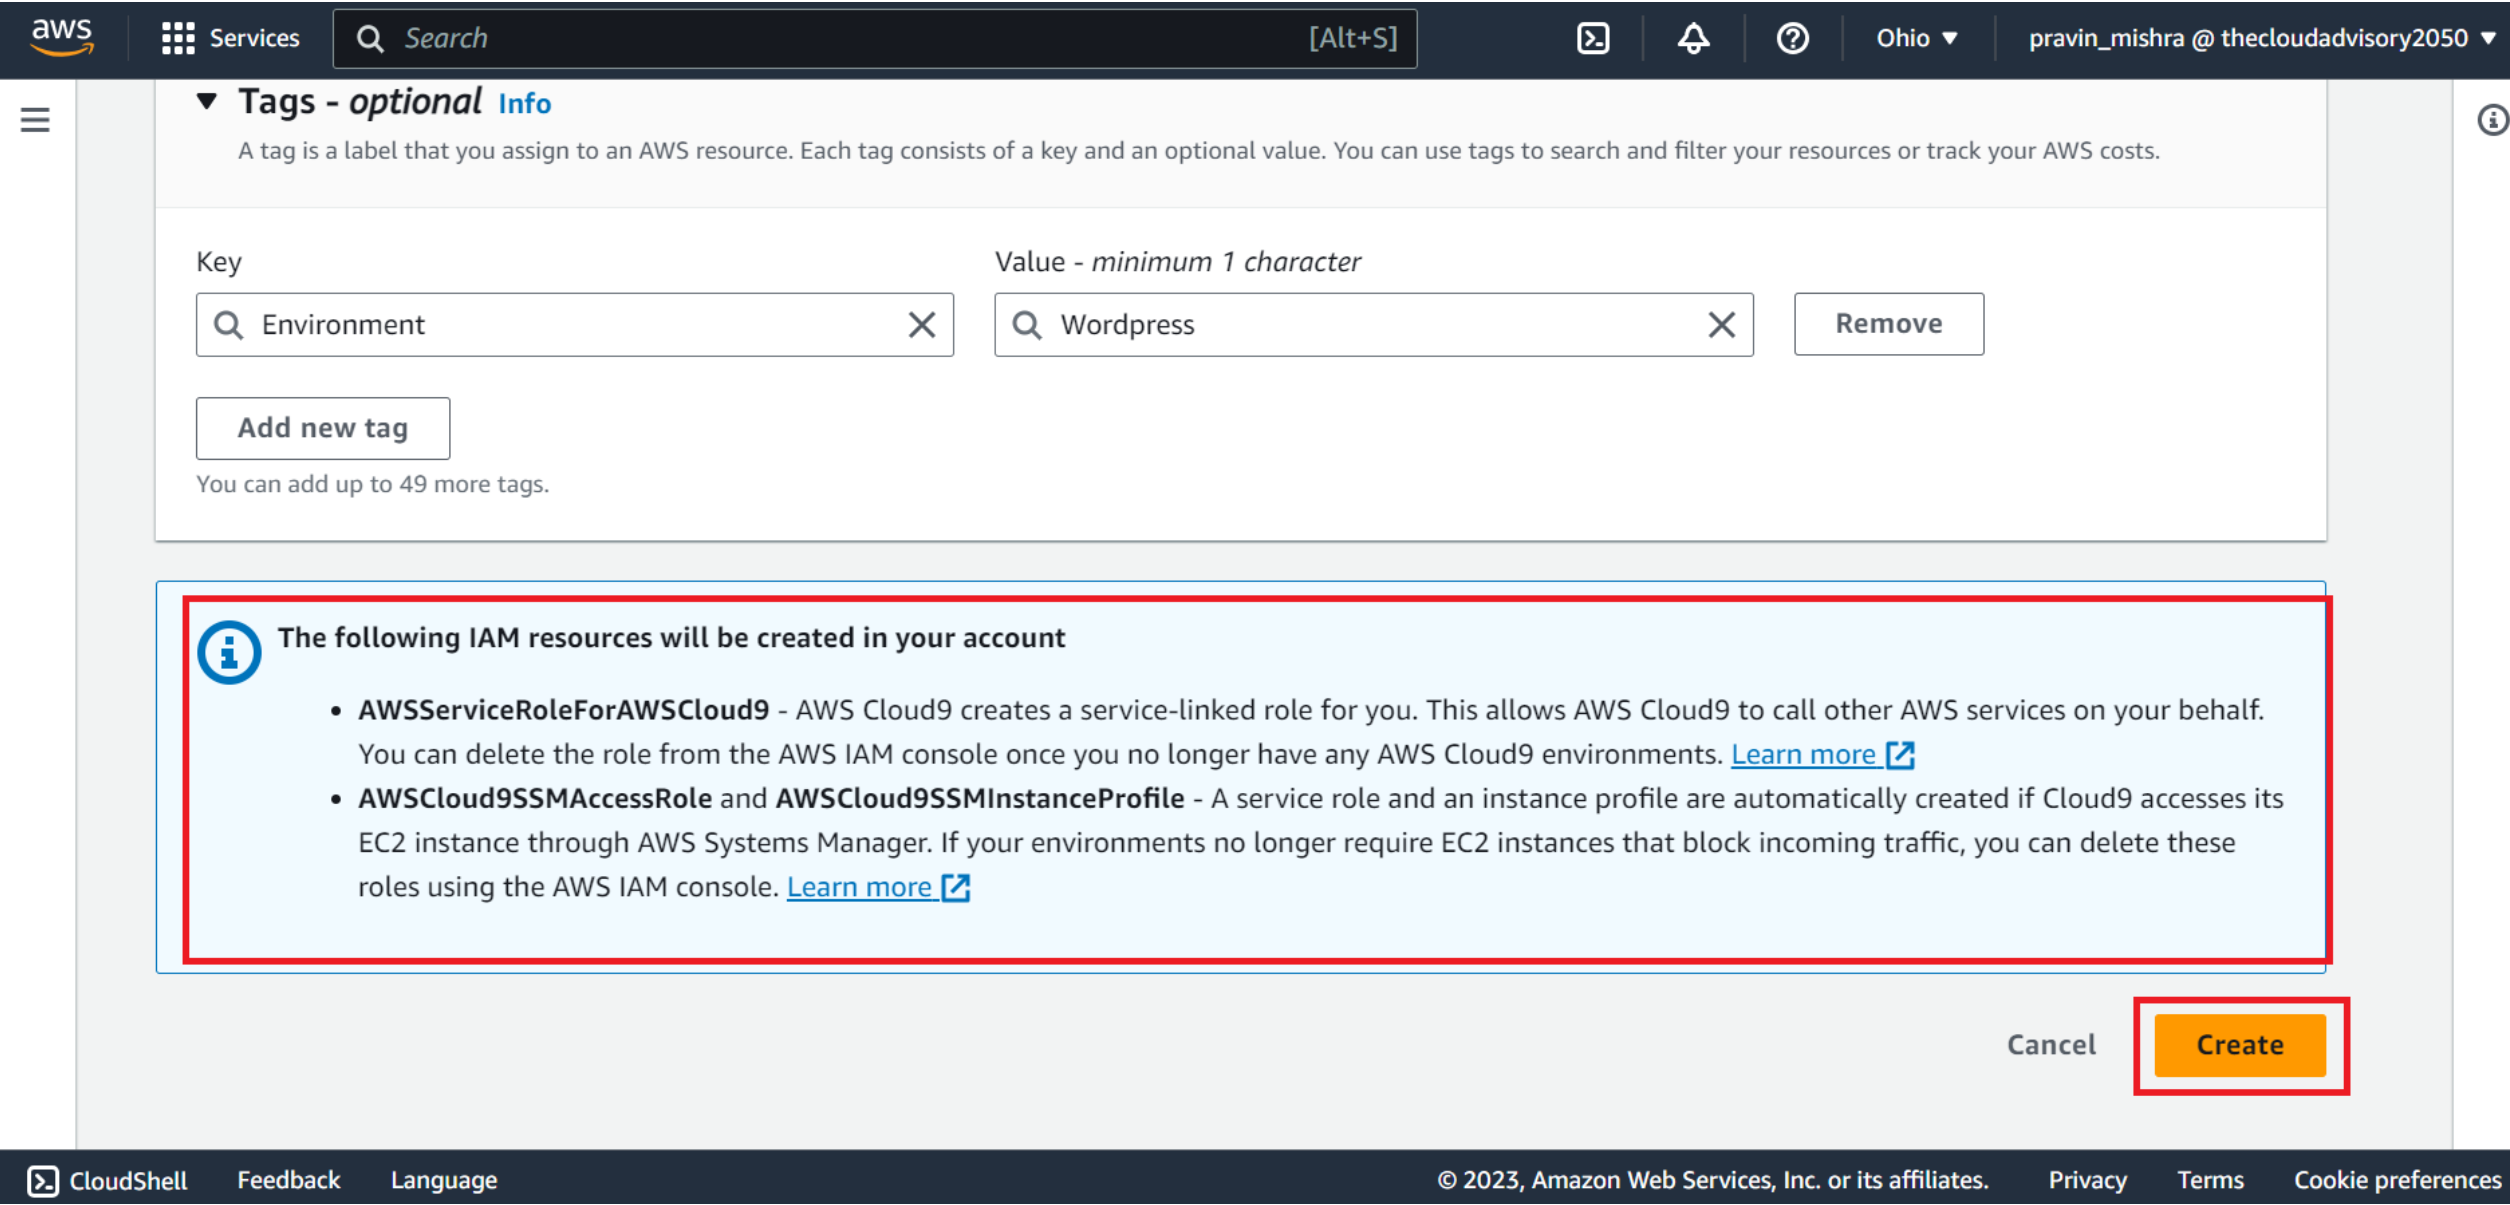 aws Services Search [Alt+S] Ohio pravin_mishra @ thecloudadvisory2050
Tags - optional Info
A tag is a label that you assign to an AWS resource. Each tag consists of a key and an optional value. You can use tags to search and filter your resources or track your AWS costs.
Key Value - minimum 1 character
Environment Wordpress Remove
Add new tag
You can add up to 49 more tags.
The following IAM resources will be created in your account
• AWSServiceRoleForAWSCloud9 - AWS Cloud9 creates a service-linked role for you. This allows AWS Cloud9 to call other AWS services on your behalf.
You can delete the role from the AWS IAM console once you no longer have any AWS Cloud9 environments. Learn more
• AWSCloud9SSMAccessRole and AWSCloud9SSMInstanceProfile - A service role and an instance profile are automatically created if Cloud9 accesses its
EC2 instance through AWS Systems Manager. If your environments no longer require EC2 instances that block incoming traffic, you can delete these
roles using the AWS IAM console. Learn more
Cancel Create
CloudShell Feedback Language © 2023, Amazon Web Services, Inc. or its affiliates. Privacy Terms Cookie preferences